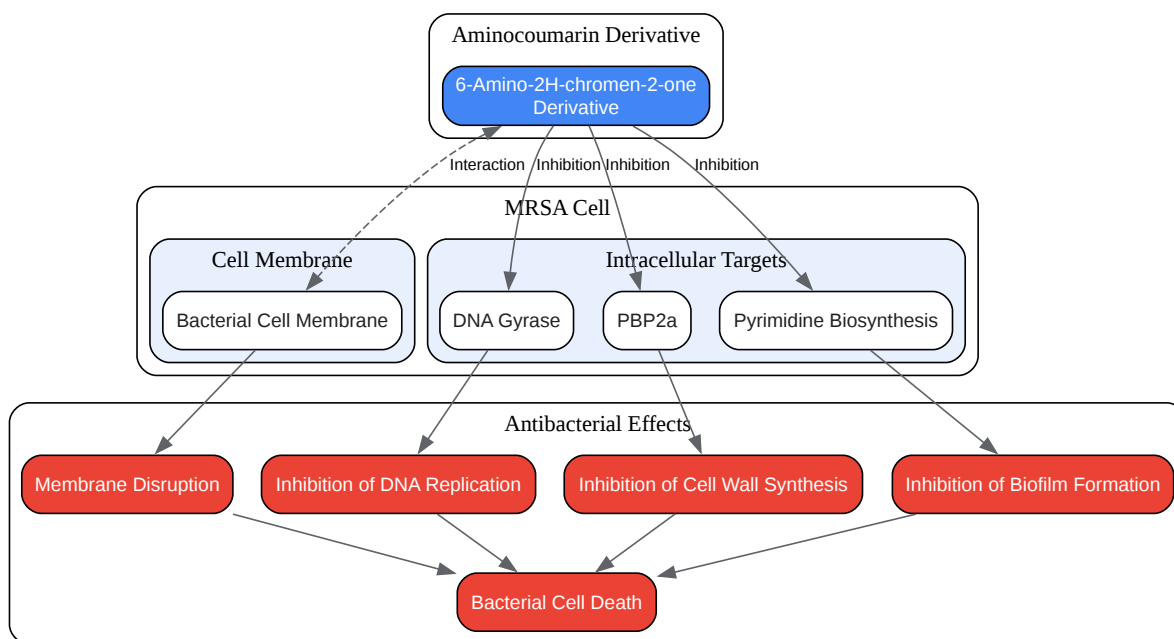 Aminocoumarin Derivative
6-Amino-2H-chromen-2-one
Derivative
Interaction
Inhibition
Inhibition
Inhibition
MRSA Cell
Cell Membrane
Intracellular Targets
Bacterial Cell Membrane
DNA Gyrase
PBP2a
Pyrimidine Biosynthesis
Antibacterial Effects
Membrane Disruption
Inhibition of DNA Replication
Inhibition of Cell Wall Synthesis
Inhibition of Biofilm Formation
Bacterial Cell Death